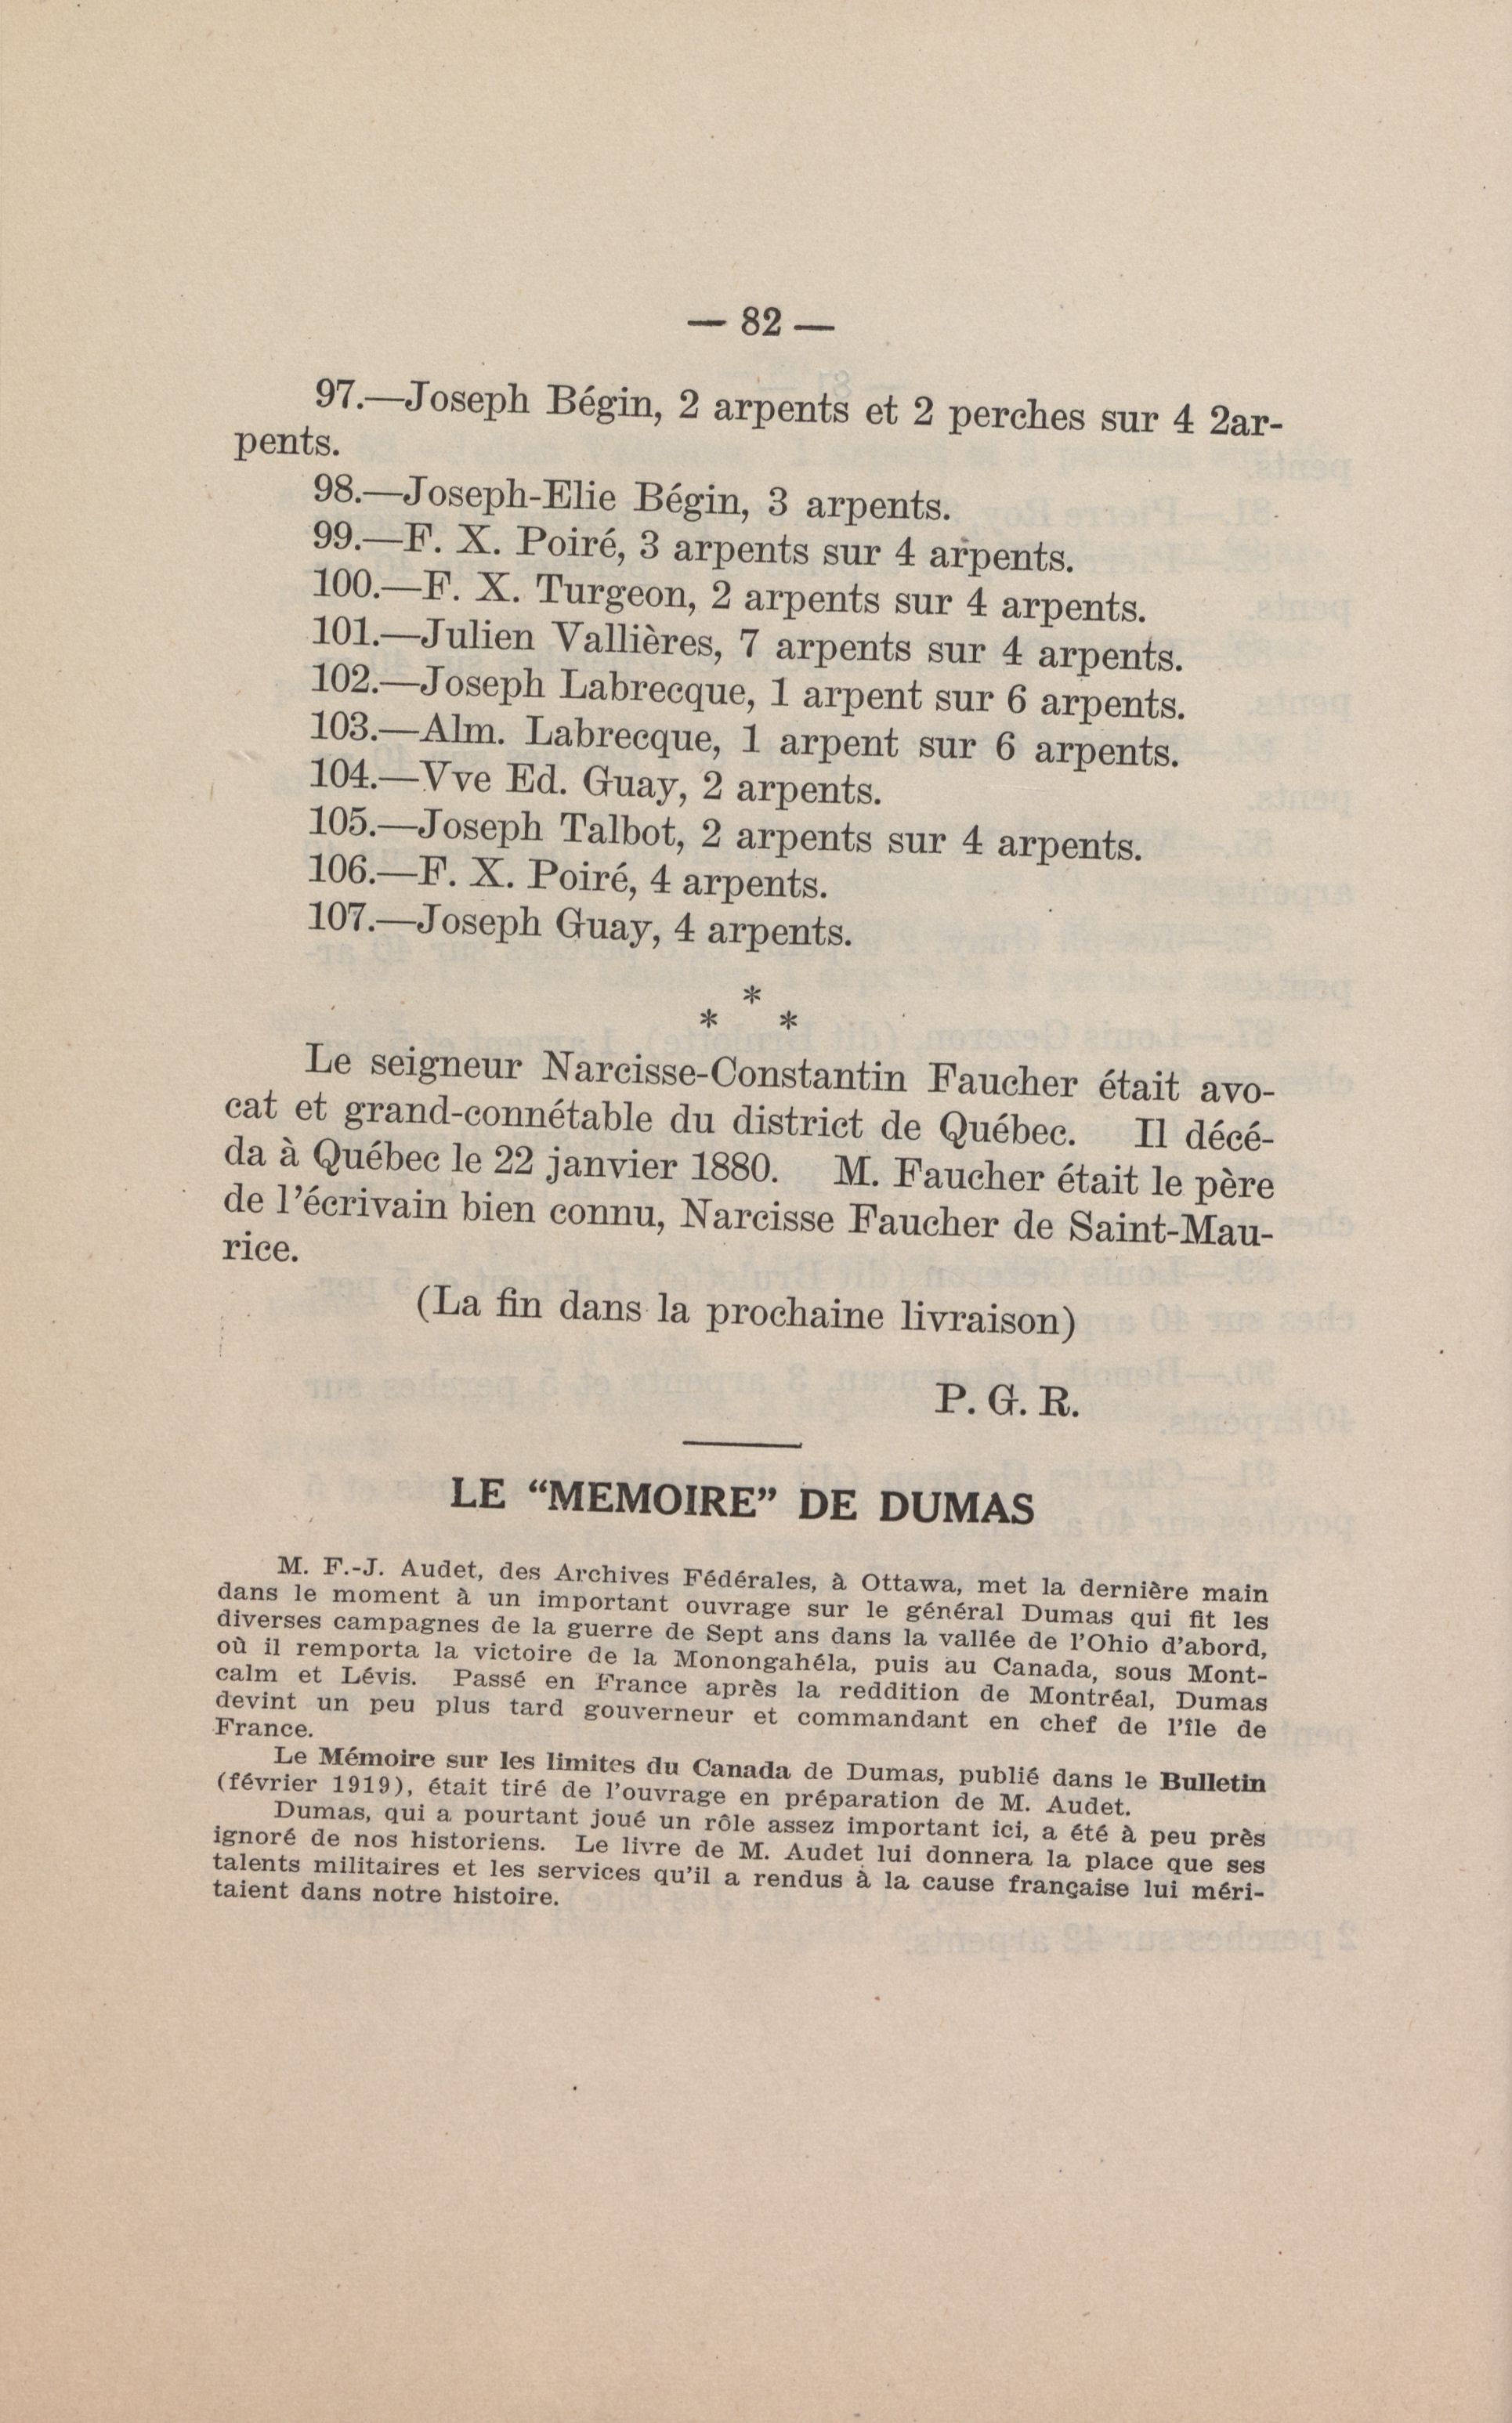 — 82 —
97.—Joseph Bégin, 2 arpents et 2 perches sur 4 2ar-
pents.
98.—Joseph-Elie Bégin, 3 arpents.
99.—F. X. Poiré, 3 arpents sur 4 arpents.
100.—F. X. Turgeon, 2 arpents sur 4 arpents.
101.—Julien Vallières, 7 arpents sur 4 arpents.
102.—Joseph Labrecque, 1 arpent sur 6 arpents.
103.—Alm. Labrecque, 1 arpent sur 6 arpents.
104.—Vve Ed. Guay, 2 arpents.
105.—Joseph Talbot, 2 arpents sur 4 arpents.
106.—F. X. Poiré, 4 arpents.
107.—Joseph Guay, 4 arpents.
*
* *
Le seigneur Narcisse-Constantin Faucher était avo-
cat et grand-connétable du district de Québec. Il décé-
da à Québec le 22 janvier 1880. M. Faucher était le père
de l'écrivain bien connu, Narcisse Faucher de Saint-Mau-
rice.
(La fin dans la prochaine livraison)
P. G. R.
LE "MEMOIRE" DE DUMAS
M. F.-J. Audet, des Archives Fédérales, à Ottawa, met la dernière main
dans le moment à un important ouvrage sur le général Dumas qui fit les
diverses campagnes de la guerre de Sept ans dans la vallée de l'Ohio d'abord,
où il remporta la victoire de la Monongahéla, puis au Canada, sous Mont-
calm et Lévis. Passé en France après la reddition de Montréal, Dumas
devint un peu plus tard gouverneur et commandant en chef de l'île de
France.
Le Mémoire sur les limites du Canada de Dumas, publié dans le Bulletin
(février 1919), était tiré de l'ouvrage en préparation de M. Audet.
Dumas, qui a pourtant joué un rôle assez important ici, a été à peu près
ignoré de nos historiens. Le livre de M. Audet lui donnera la place que ses
talents militaires et les services qu'il a rendus à la cause française lui méri-
taient dans notre histoire.